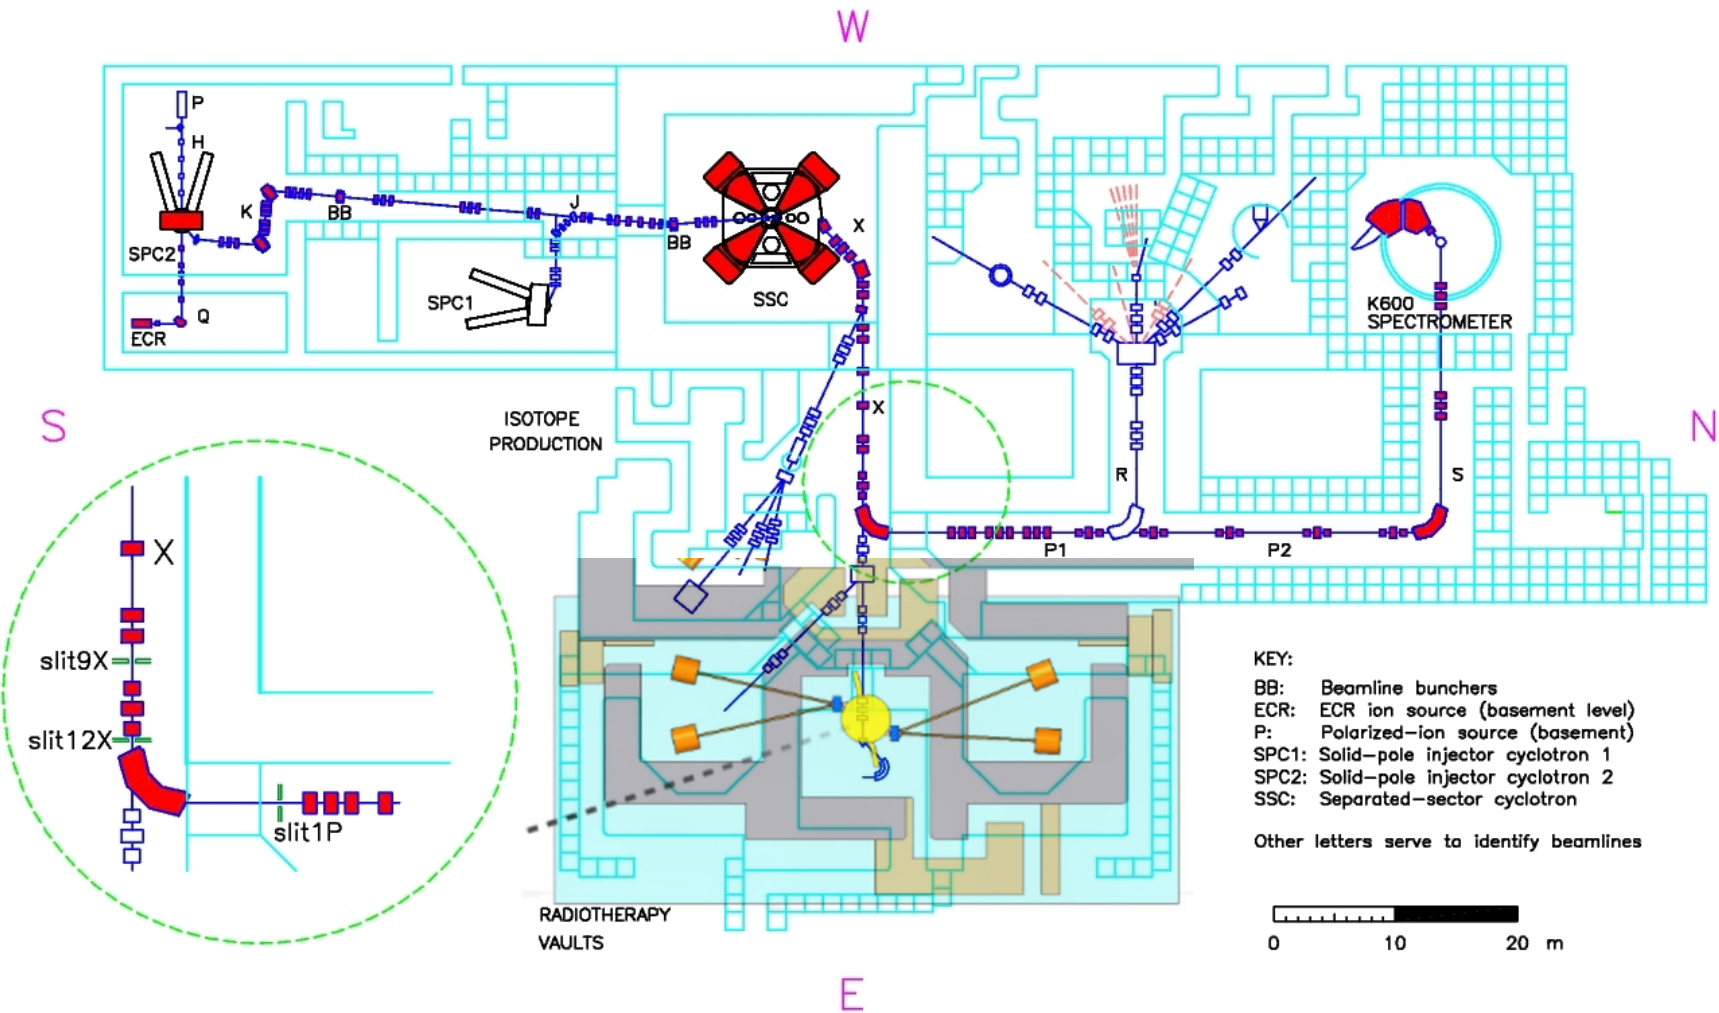 W
P
H
K
BB
J
BB
X
SPC2
SPC1
SSC
Q
ECR
K600
SPECTROMETER
S
N
ISOTOPE
PRODUCTION
X
R
S
P1
P2
X
slit9X
slit12X
slit1P
RADIOTHERAPY
VAULTS
KEY:
BB: Beamline bunchers
ECR: ECR ion source (basement level)
P: Polarized-ion source (basement)
SPC1: Solid-pole injector cyclotron 1
SPC2: Solid-pole injector cyclotron 2
SSC: Separated-sector cyclotron
Other letters serve to identify beamlines
0 10 20 m
E